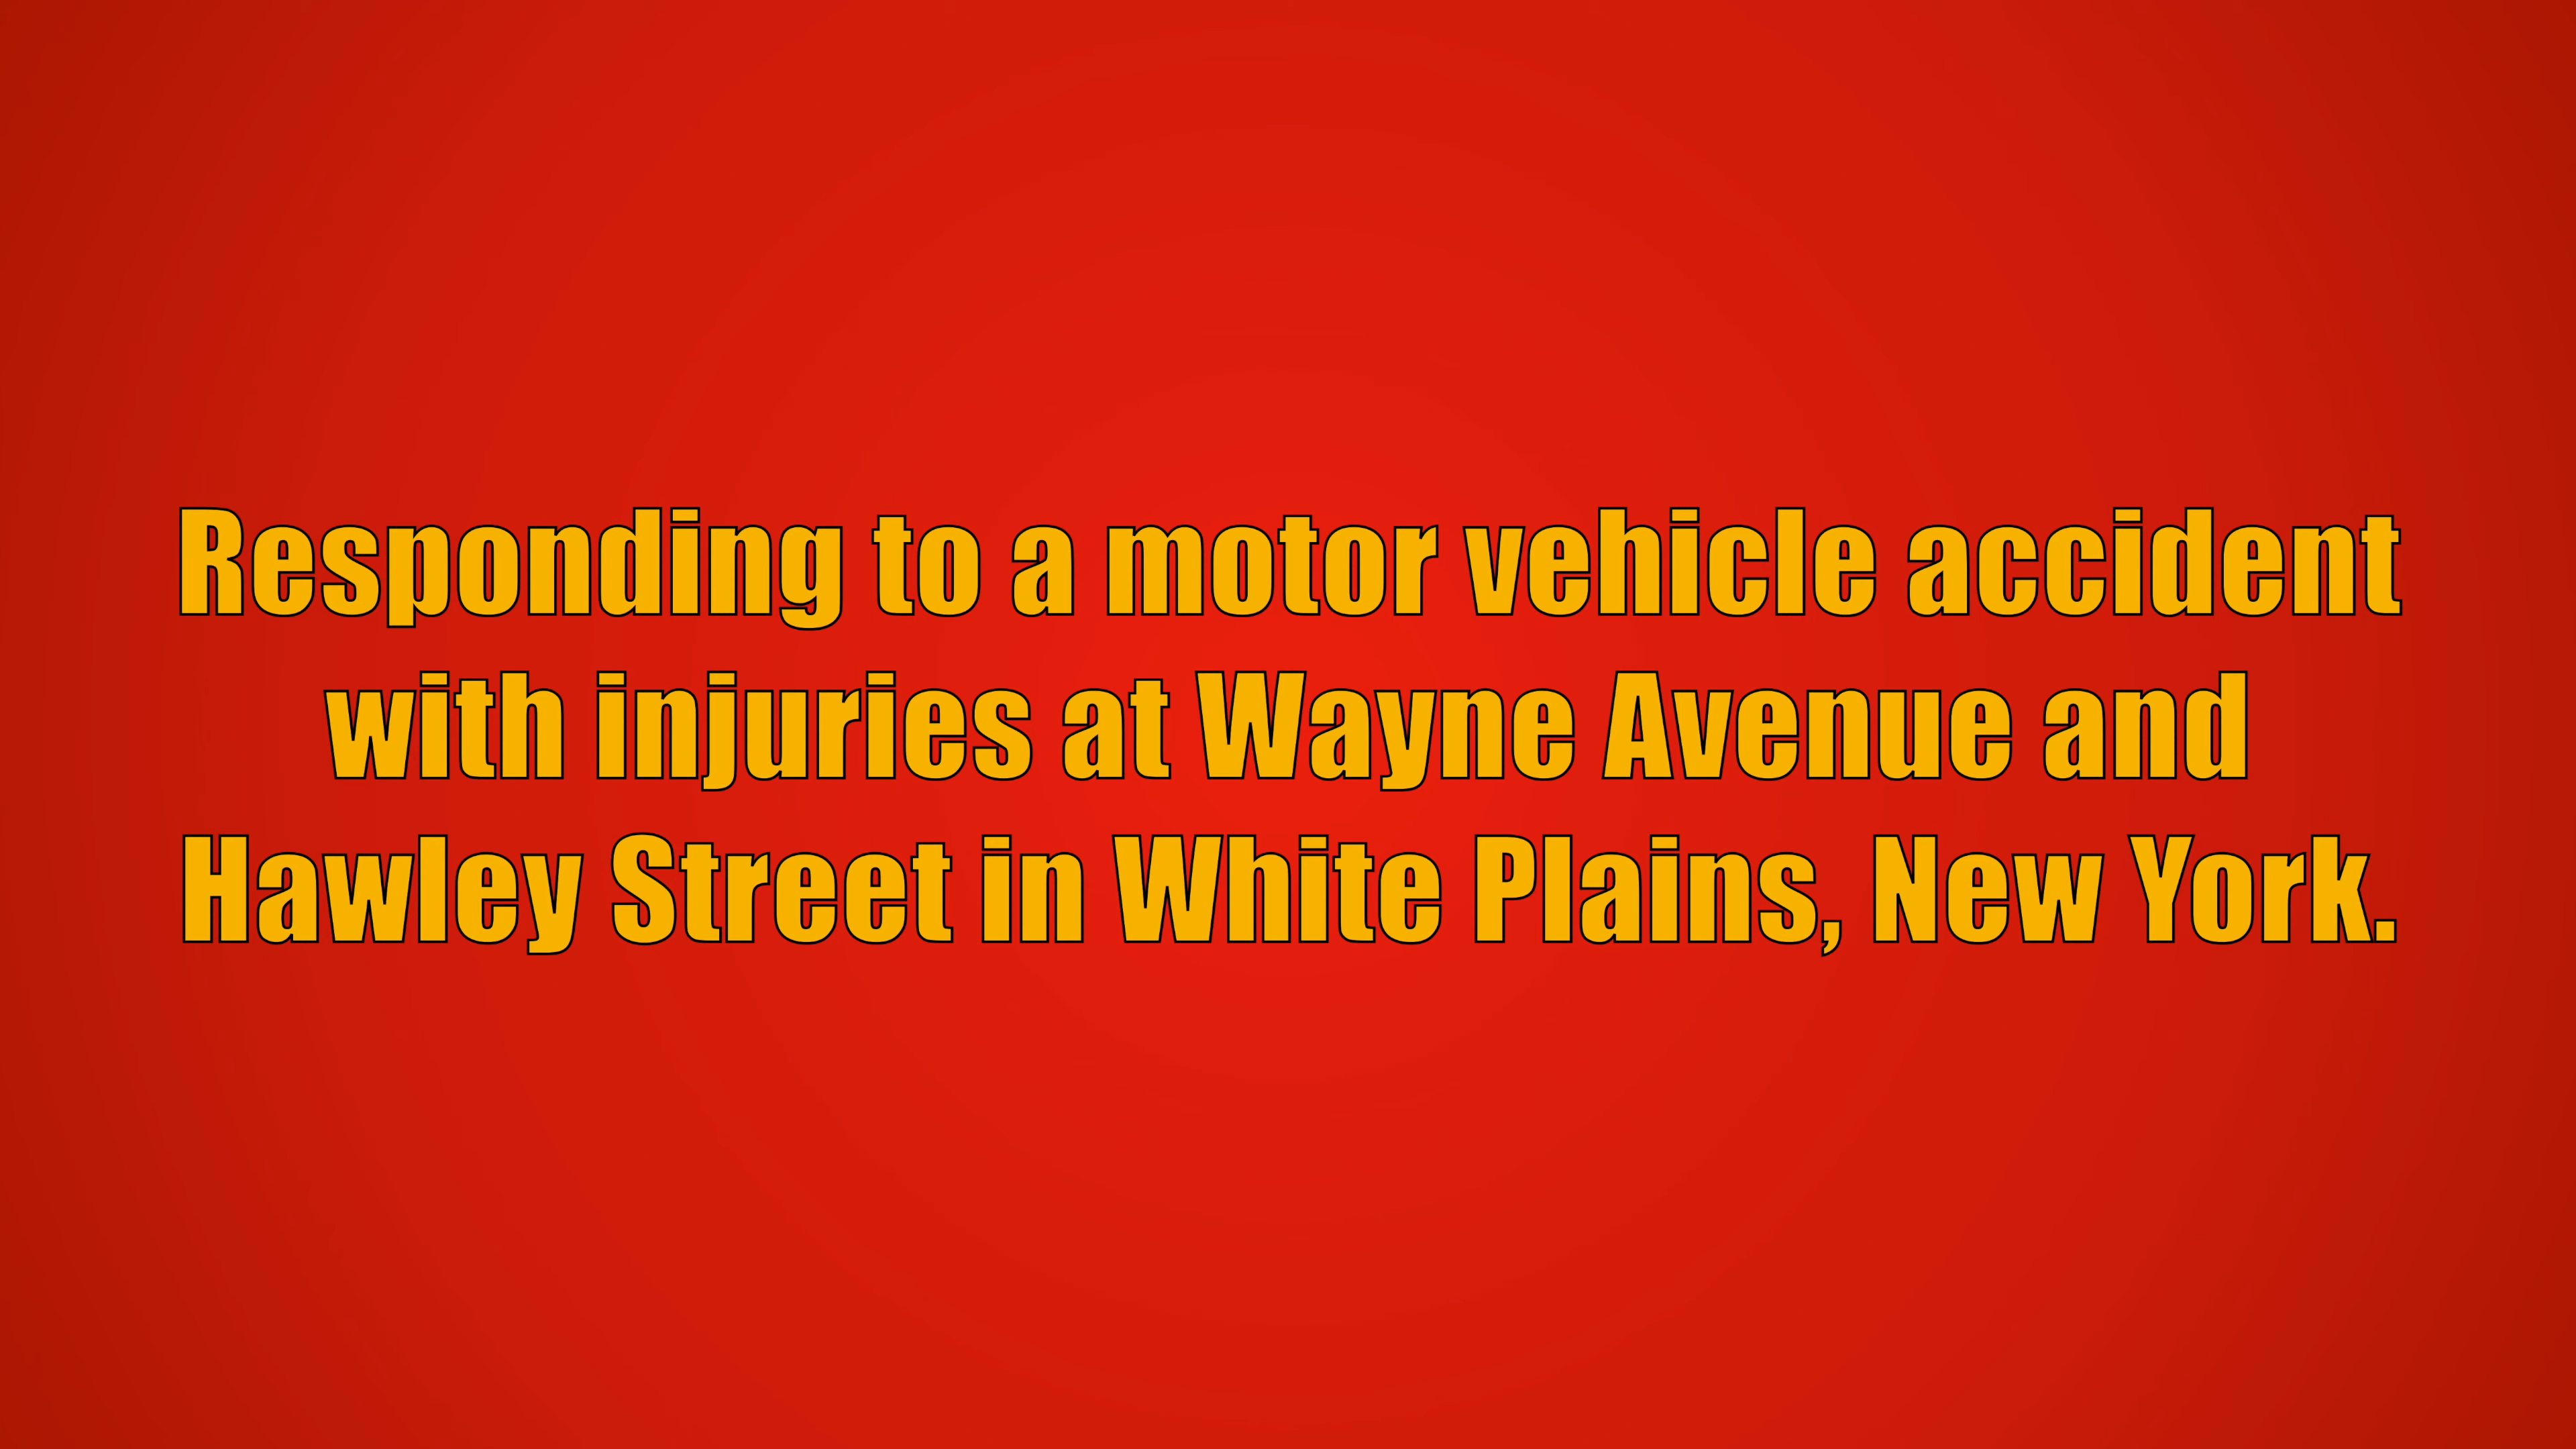 Responding to a motor vehicle accident
with injuries at Wayne Avenue and
Hawley Street in White Plains, New York.